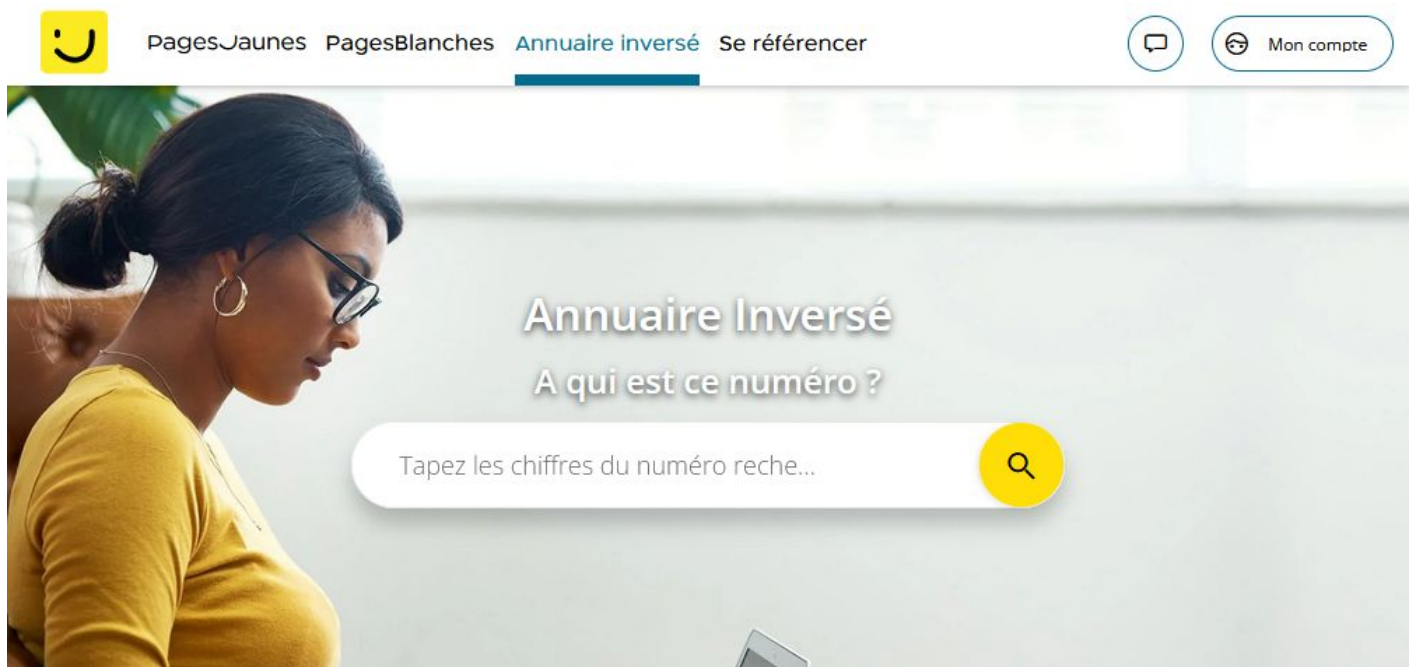 PagesJaunes PagesBlanches Annuaire inversé Se référencer Mon compte
Annuaire Inversé
A qui est ce numéro ?
Tapez les chiffres du numéro reche...